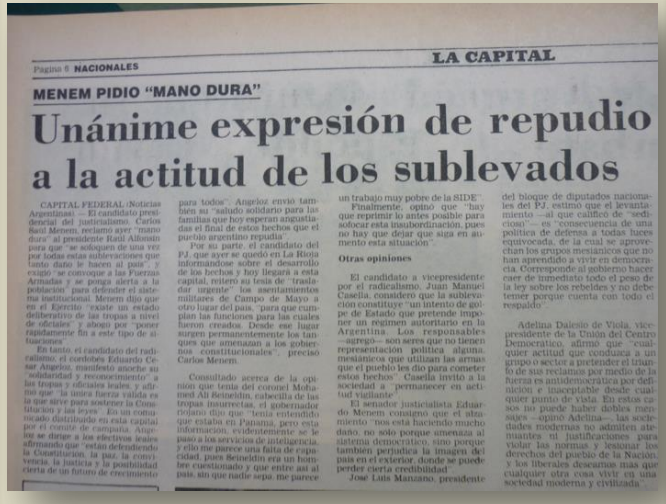 Página 6 NACIONALES
LA CAPITAL
MENEM PIDIO "MANO DURA"
Unánime expresión de repudio
a la actitud de los sublevados
CAPITAL FEDERAL (Noticias
Argentinas) — El candidato presi-
dencial del justicialismo, Carlos
Raúl Menem, reclamó ayer "mano
dura" al presidente Raúl Alfonsín
para que "se sofoquen de una vez
por todas estas sublevaciones que
tanto daño le hacen al país", y
exigió "se convoque a las Fuerzas
Armadas y se ponga alerta a la
población" para defender el siste-
ma institucional. Menem dijo que
en el Ejército "existe un estado
deliberativo de las tropas a nivel
de oficiales" y abogó por "poner
rápidamente fin a este tipo de si-
tuaciones".
En tanto, el candidato del radi-
calismo, el cordobés Eduardo Cé-
sar Angeloz, manifestó anoche su
"solidaridad y reconocimiento" a
las tropas y oficiales leales, y afir-
mó que "la única fuerza válida es
la que sirve para sostener la Consti-
tución y las leyes". En un comu-
nicado distribuido en esta capital
por el comité de campaña, Ange-
loz se dirige a los efectivos leales
afirmando que "están defendiendo
la Constitución, la paz, la convi-
vencia, la justicia y la posibilidad
cierta de un futuro de crecimiento
para todos". Angeloz envió tam-
bién su "saludo solidario para las
familias que hoy esperan angustia-
das el final de estos hechos que el
pueblo argentino repudia".
Por su parte, el candidato del
PJ, que ayer se quedó en La Rioja
informándose sobre el desarrollo
de los hechos y hoy llegará a esta
capital, reiteró su tesis de "trasla-
dar urgente" los asentamientos
militares de Campo de Mayo a
otro lugar del país, "para que cum-
plan las funciones para las cuales
fueron creados. Desde ese lugar
surgen permanentemente los tan-
ques que amenazan a los gobier-
nos constitucionales", precisó
Carlos Menem.
Consultado acerca de la opi-
nión que tenía del coronel Moha-
med Alí Seineldín, cabecilla de las
tropas insurrectas, el gobernador
riojano dijo que "tenía entendido
que estaba en Panamá, pero esta
información, evidentemente se le
pasó a los servicios de inteligencia,
y ello me parece una falta de capa-
cidad, pues Seineldín era un hom-
bre cuestionado y que entre así al
país, sin que nadie sepa, me parece
un trabajo muy pobre de la SIDE".
Finalmente, opinó que "hay
que reprimir lo antes posible para
sofocar esta insubordinación, pues
no hay que dejar que siga en au-
mento esta situación".
Otras opiniones
El candidato a vicepresidente
por el radicalismo, Juan Manuel
Casella, consideró que la subleva-
ción constituye "un intento de gol-
pe de Estado que pretende impo-
ner un régimen autoritario en la
Argentina. Los responsables
—agregó— son seres que no tienen
representación política alguna,
mesiánicos que utilizan las armas
que el pueblo les dio para cometer
estos hechos". Casella invitó a la
sociedad a "permanecer en acti-
tud vigilante".
El senador justicialista Eduar-
do Menem consignó que el alza-
miento "nos está haciendo mucho
daño, no sólo porque amenaza al
sistema democrático, sino porque
también perjudica la imagen del
país en el exterior, donde se puede
perder cierta credibilidad".
José Luis Manzano, presidente
del bloque de diputados naciona-
les del PJ, estimó que el levanta-
miento —al que calificó de "sedi-
cioso"— es "consecuencia de una
política de defensa a todas luces
equivocada, de la cual se aprove-
chan los grupos mesiánicos que no
han aprendido a vivir en democra-
cia. Corresponde al gobierno hacer
caer de inmediato todo el peso de
la ley sobre los rebeldes y no debe
temer porque cuenta con todo el
respaldo".
Adelina Dalesio de Viola, vice-
presidente de la Unión del Centro
Democrático, afirmó que "cual-
quier actitud que conduzca a un
grupo o sector a pretender el triun-
fo de sus reclamos por medio de la
fuerza es antidemocrática por defi-
nición e inaceptable desde cual-
quier punto de vista. En estos ca-
sos no puede haber dobles mensa-
jes —opinó Adelina—, las socie-
dades modernas no admiten ate-
nuantes ni justificaciones para
violar las normas y lesionar los
derechos del pueblo de la Nación,
y los liberales deseamos más que
cualquier otra cosa vivir en una
sociedad moderna y civilizada".